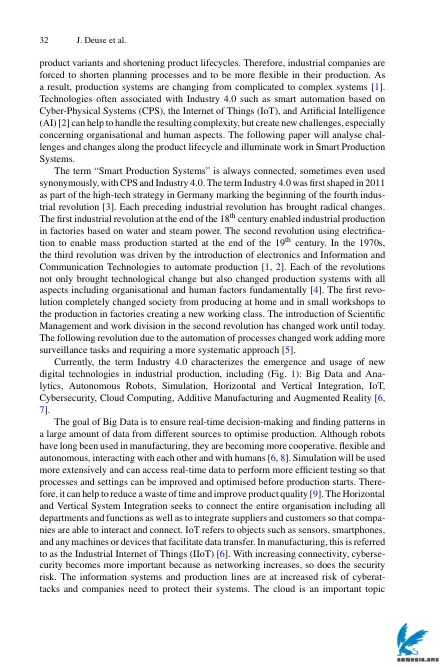 32 J. Deuse et al.
product variants and shortening product lifecycles. Therefore, industrial companies are
forced to shorten planning processes and to be more flexible in their production. As
a result, production systems are changing from complicated to complex systems [1].
Technologies often associated with Industry 4.0 such as smart automation based on
Cyber-Physical Systems (CPS), the Internet of Things (IoT), and Artificial Intelligence
(AI) [2] can help to handle the resulting complexity, but create new challenges, especially
concerning organisational and human aspects. The following paper will analyse chal-
lenges and changes along the product lifecycle and illuminate work in Smart Production
Systems.
The term “Smart Production Systems” is always connected, sometimes even used
synonymously, with CPS and Industry 4.0. The term Industry 4.0 was first shaped in 2011
as part of the high-tech strategy in Germany marking the beginning of the fourth indus-
trial revolution [3]. Each preceding industrial revolution has brought radical changes.
The first industrial revolution at the end of the 18th century enabled industrial production
in factories based on water and steam power. The second revolution using electrifica-
tion to enable mass production started at the end of the 19th century. In the 1970s,
the third revolution was driven by the introduction of electronics and Information and
Communication Technologies to automate production [1, 2]. Each of the revolutions
not only brought technological change but also changed production systems with all
aspects including organisational and human factors fundamentally [4]. The first revo-
lution completely changed society from producing at home and in small workshops to
the production in factories creating a new working class. The introduction of Scientific
Management and work division in the second revolution has changed work until today.
The following revolution due to the automation of processes changed work adding more
surveillance tasks and requiring a more systematic approach [5].
Currently, the term Industry 4.0 characterizes the emergence and usage of new
digital technologies in industrial production, including (Fig. 1): Big Data and Ana-
lytics, Autonomous Robots, Simulation, Horizontal and Vertical Integration, IoT,
Cybersecurity, Cloud Computing, Additive Manufacturing and Augmented Reality [6,
7].
The goal of Big Data is to ensure real-time decision-making and finding patterns in
a large amount of data from different sources to optimise production. Although robots
have long been used in manufacturing, they are becoming more cooperative, flexible and
autonomous, interacting with each other and with humans [6, 8]. Simulation will be used
more extensively and can access real-time data to perform more efficient testing so that
processes and settings can be improved and optimised before production starts. There-
fore, it can help to reduce a waste of time and improve product quality [9]. The Horizontal
and Vertical System Integration seeks to connect the entire organisation including all
departments and functions as well as to integrate suppliers and customers so that compa-
nies are able to interact and connect. IoT refers to objects such as sensors, smartphones,
and any machines or devices that facilitate data transfer. In manufacturing, this is referred
to as the Industrial Internet of Things (IIoT) [6]. With increasing connectivity, cyberse-
curity becomes more important because as networking increases, so does the security
risk. The information systems and production lines are at increased risk of cyberat-
tacks and companies need to protect their systems. The cloud is an important topic